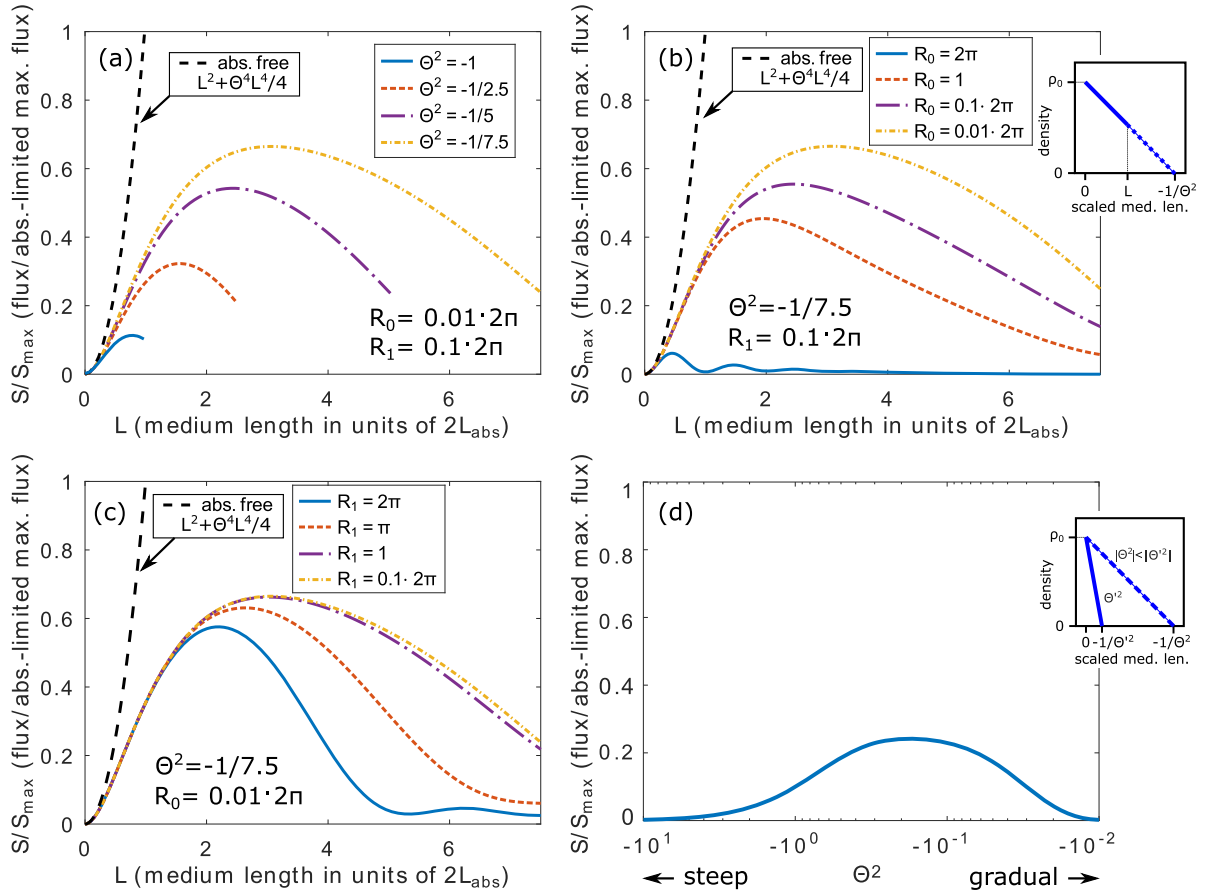 (a)
abs. free
L²+Θ⁴L⁴/4
Θ² = -1
Θ² = -1/2.5
Θ² = -1/5
Θ² = -1/7.5
R₀ = 0.01·2π
R₁ = 0.1·2π
S/S_max (flux/abs.-limited max. flux)
0
0.2
0.4
0.6
0.8
1
0 2 4 6
L (medium length in units of 2L_abs)
(b)
abs. free
L²+Θ⁴L⁴/4
R₀ = 2π
R₀ = 1
R₀ = 0.1· 2π
R₀ = 0.01· 2π
Θ²=-1/7.5
R₁ = 0.1·2π
S/S_max (flux/abs.-limited max. flux)
0
0.2
0.4
0.6
0.8
1
0 2 4 6
L (medium length in units of 2L_abs)
density
ρ₀
0
0 L -1/Θ²
scaled med. len.
(c)
abs. free
L²+Θ⁴L⁴/4
R₁ = 2π
R₁ = π
R₁ = 1
R₁ = 0.1· 2π
Θ²=-1/7.5
R₀ = 0.01·2π
S/S_max (flux/abs.-limited max. flux)
0
0.2
0.4
0.6
0.8
1
0 2 4 6
L (medium length in units of 2L_abs)
(d)
S/S_max (flux/abs.-limited max. flux)
0
0.2
0.4
0.6
0.8
1
-10¹ -10⁰ -10⁻¹ -10⁻²
steep Θ² gradual
density
ρ₀
0
|Θ²|<|Θ'²|
Θ'²
0 -1/Θ'² -1/Θ²
scaled med. len.